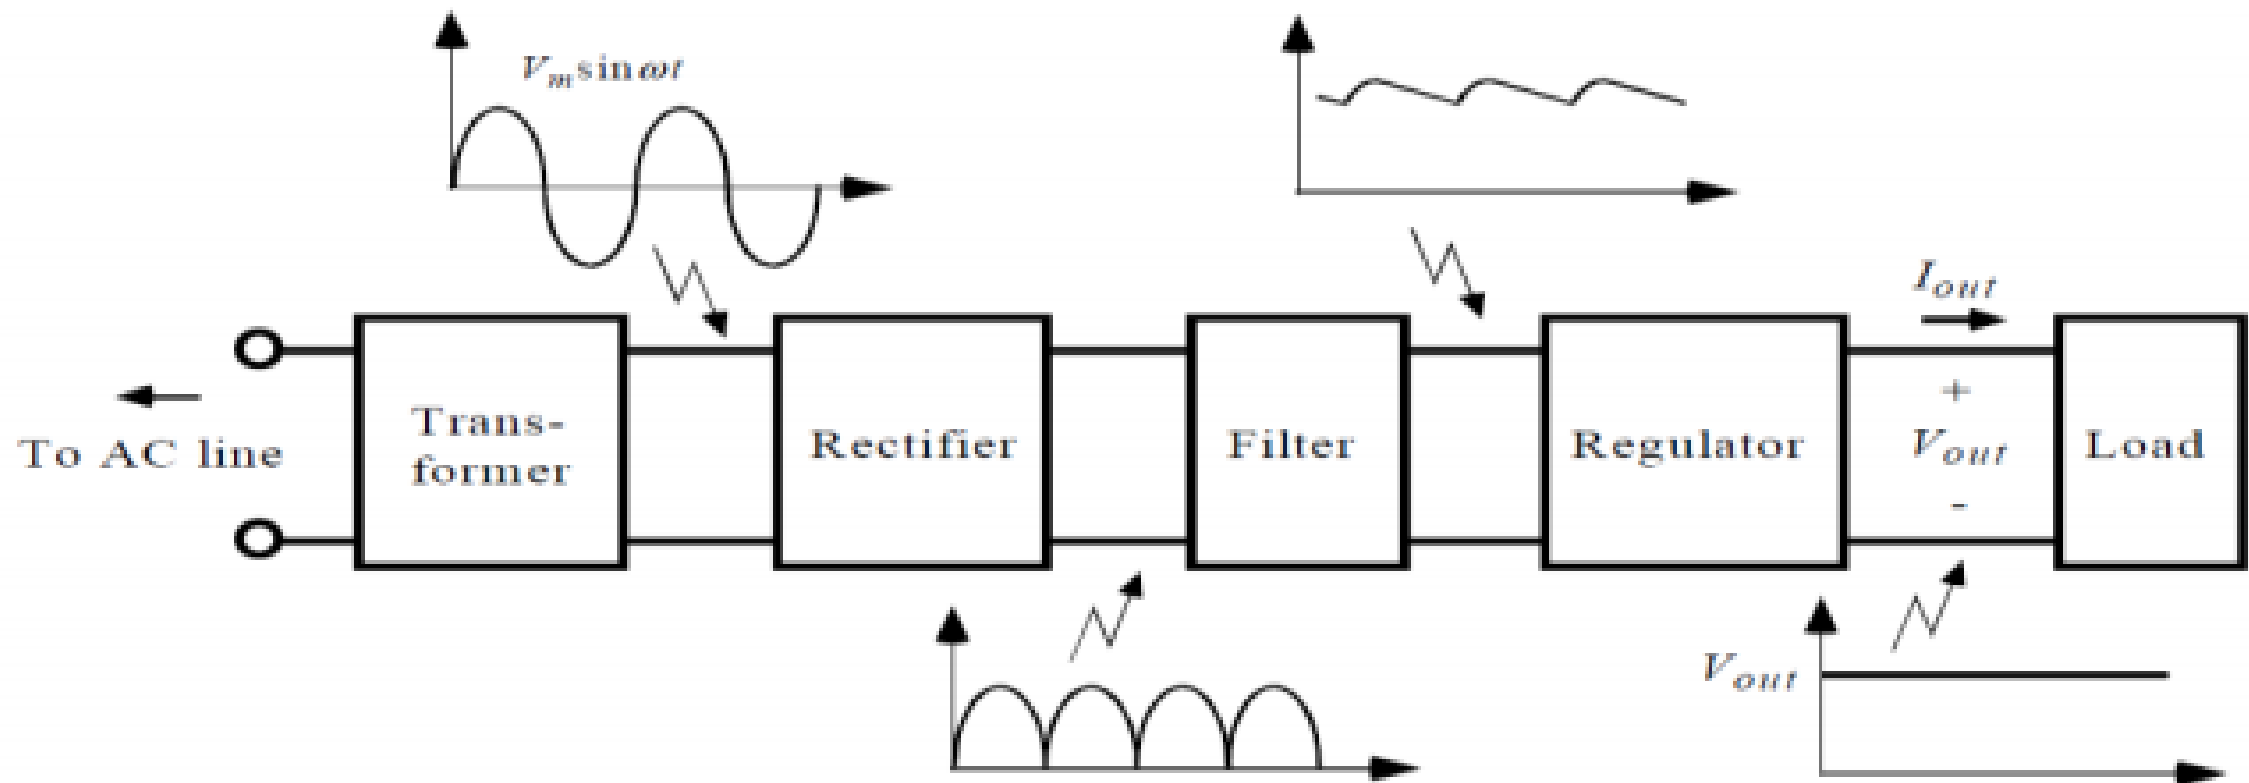 V_m sin ωt
I_out
To AC line
Trans-
former
Rectifier
Filter
Regulator
+
V_out
-
Load
V_out